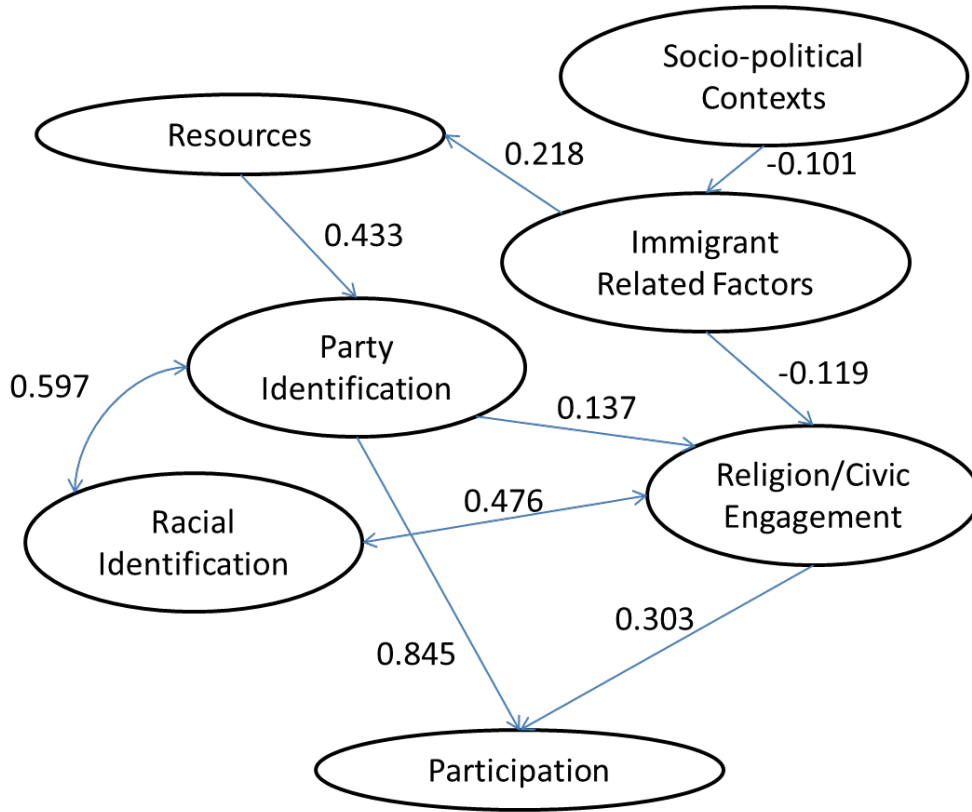 Socio-political
Contexts
Resources
0.218
-0.101
0.433
Immigrant
Related Factors
Party
Identification
0.597
-0.119
0.137
Religion/Civic
Engagement
0.476
Racial
Identification
0.303
0.845
Participation